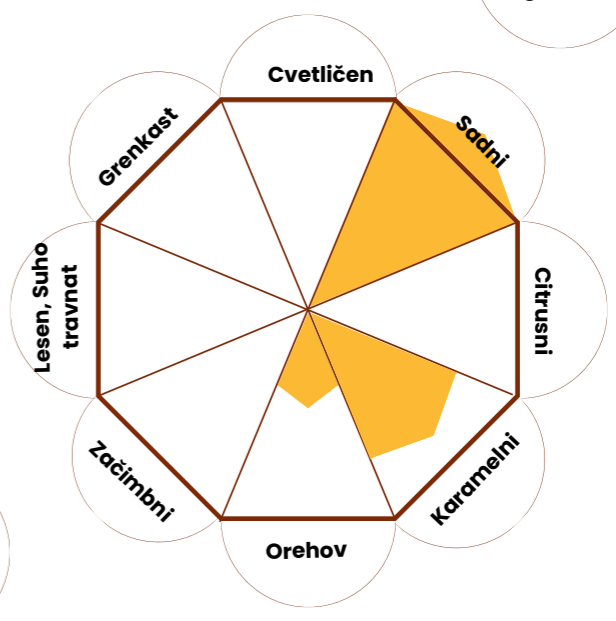 Cvetličen
Sadni
Citrusni
Karamelni
Orehov
Začimbni
Lesen, Suho
travnat
Grenkast